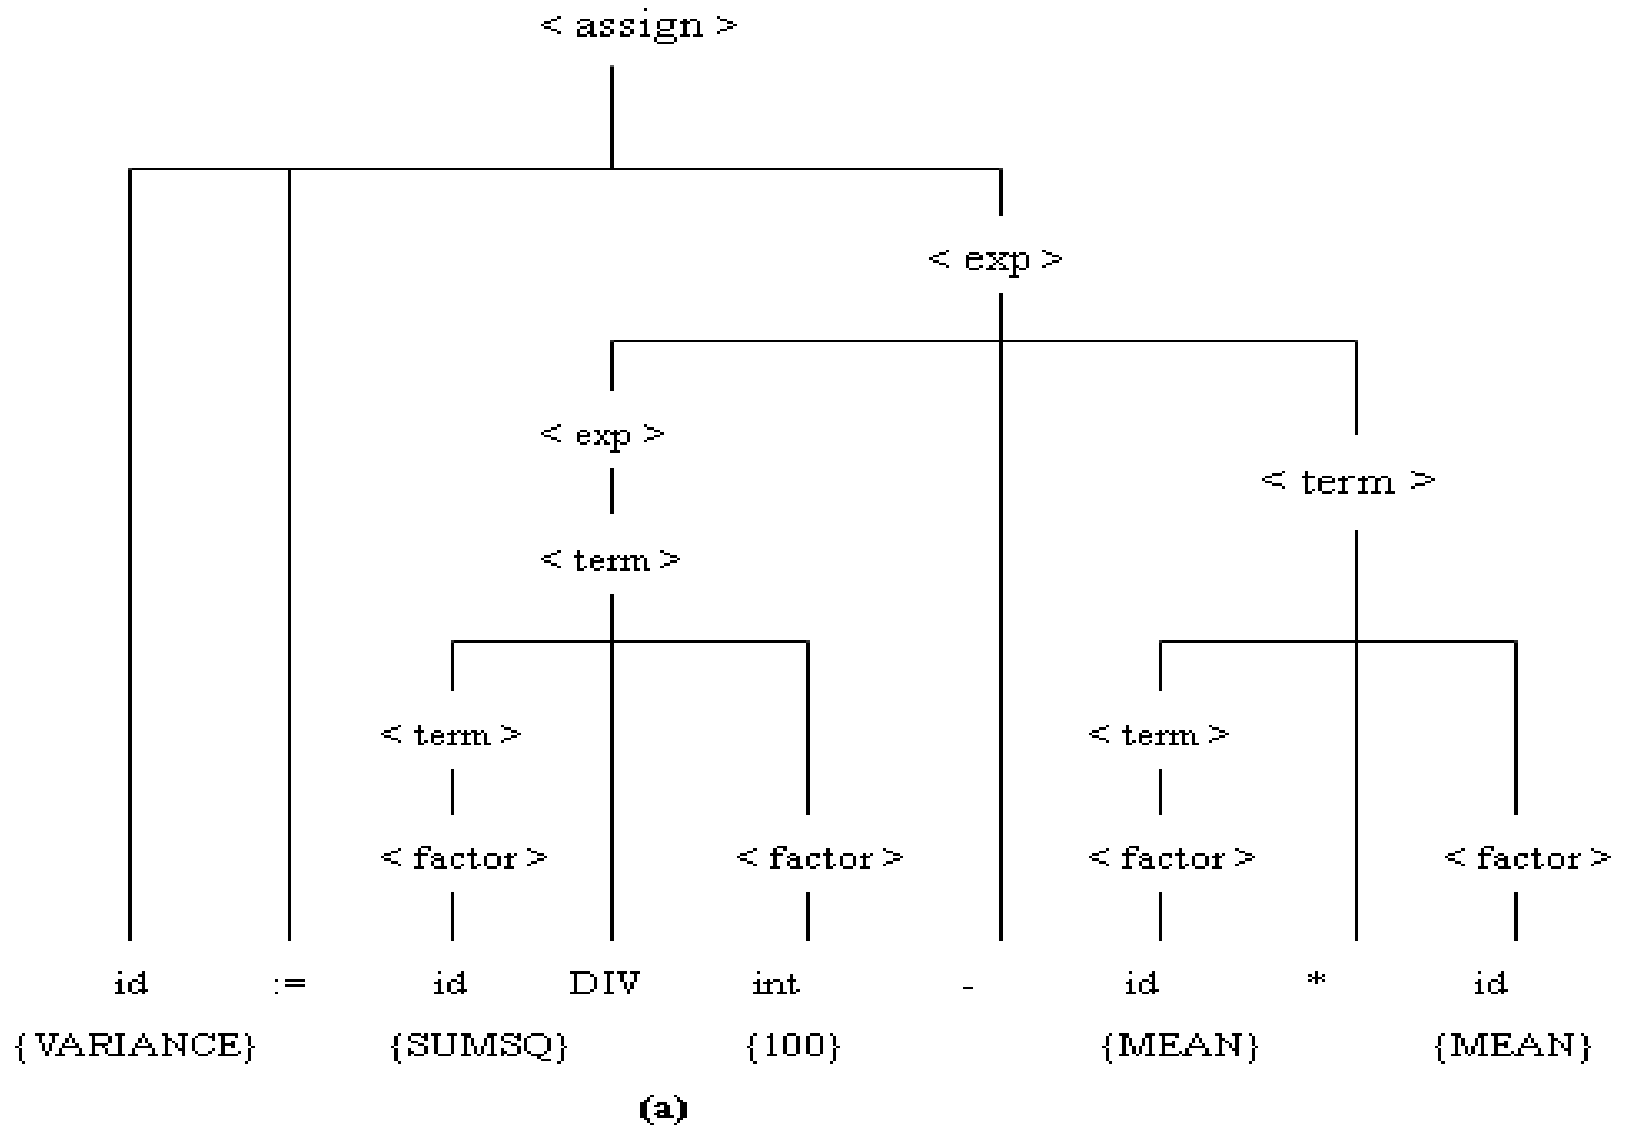 < assign >
< exp >
< exp >
< term >
< term >
< term > < term >
< factor > < factor > < factor > < factor >
id := id DIV int - id * id
{VARIANCE} {SUMSQ} {100} {MEAN} {MEAN}
(a)